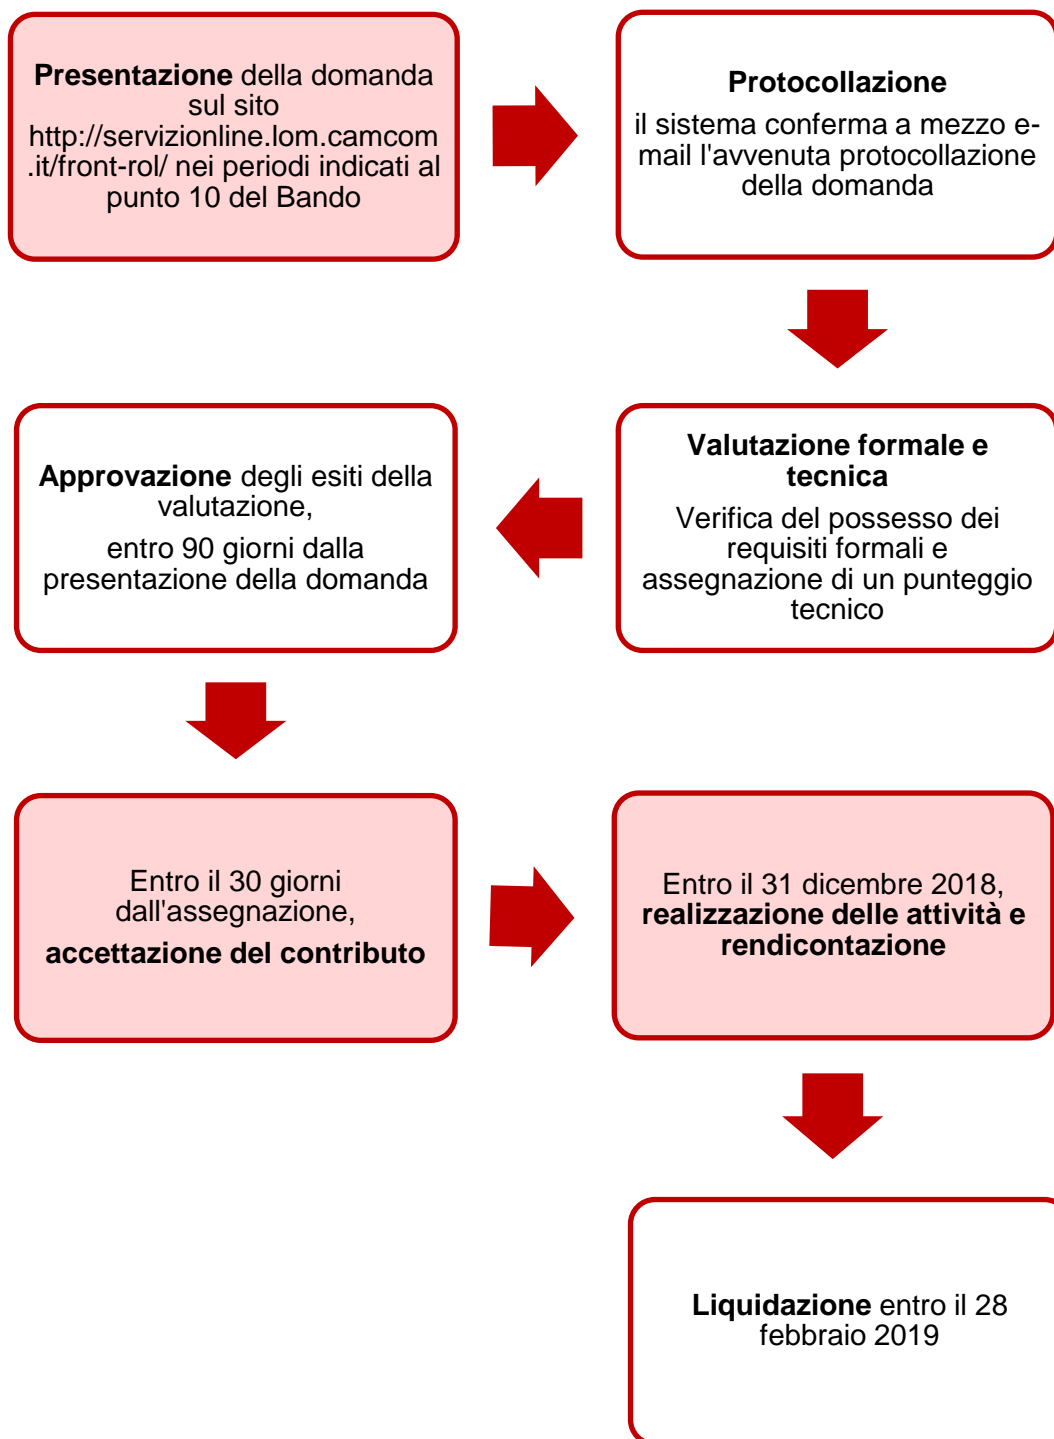 Presentazione della domanda
sul sito
http://servizionline.lom.camcom
.it/front-rol/ nei periodi indicati al
punto 10 del Bando
Protocollazione
il sistema conferma a mezzo e-
mail l'avvenuta protocollazione
della domanda
Valutazione formale e
tecnica
Verifica del possesso dei
requisiti formali e
assegnazione di un punteggio
tecnico
Approvazione degli esiti della
valutazione,
entro 90 giorni dalla
presentazione della domanda
Entro il 30 giorni
dall'assegnazione,
accettazione del contributo
Entro il 31 dicembre 2018,
realizzazione delle attività e
rendicontazione
Liquidazione entro il 28
febbraio 2019